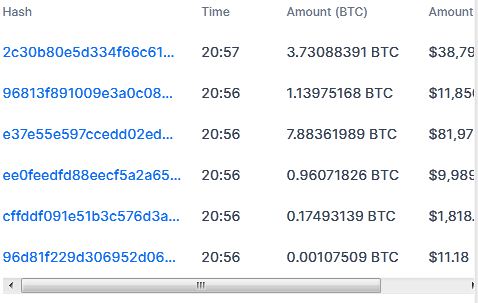 Hash Time Amount (BTC) Amount
2c30b80e5d334f66c61... 20:57 3.73088391 BTC $38,79
96813f891009e3a0c08... 20:56 1.13975168 BTC $11,850
e37e55e597ccedd02ed... 20:56 7.88361989 BTC $81,97
ee0feedfd88eecf5a2a65... 20:56 0.96071826 BTC $9,989
cffddf091e51b3c576d3a... 20:56 0.17493139 BTC $1,818.
96d81f229d306952d06... 20:56 0.00107509 BTC $11.18